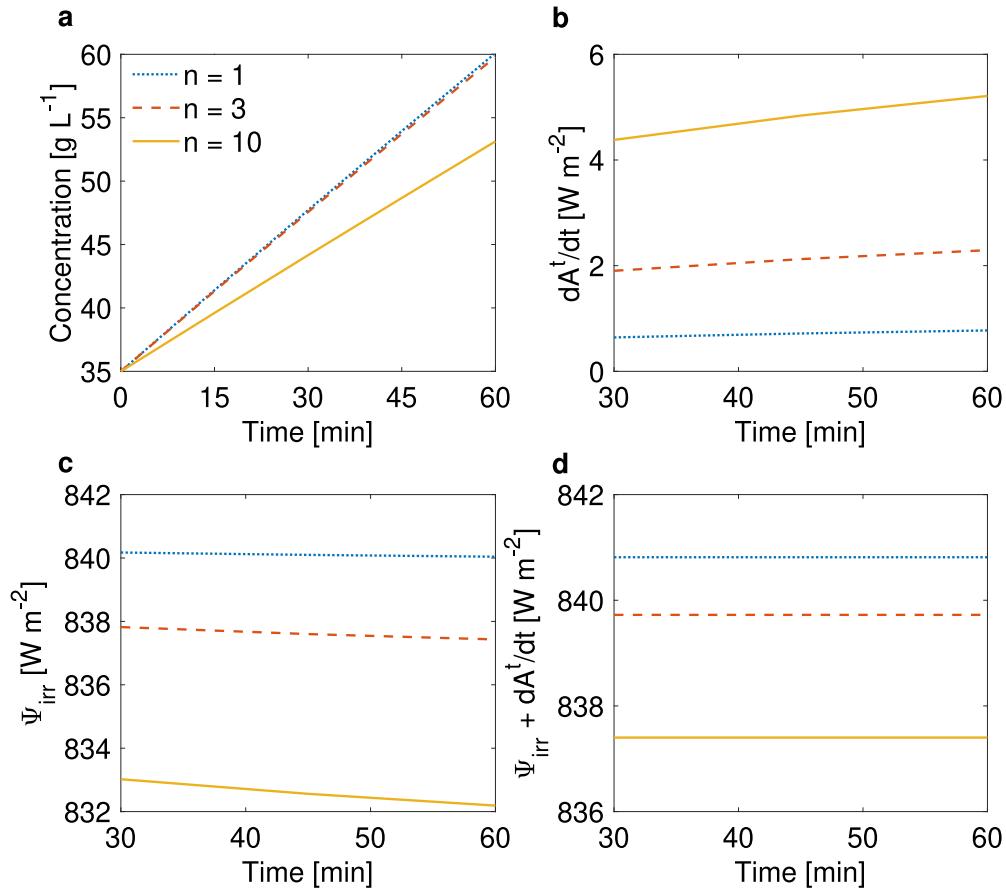 a
Concentration [g L⁻¹]
60
55
50
45
40
35
n = 1
n = 3
n = 10
0 15 30 45 60
Time [min]
b
dAᵗ/dt [W m⁻²]
6
4
2
0
30 40 50 60
Time [min]
c
Ψ_irr [W m⁻²]
842
840
838
836
834
832
30 40 50 60
Time [min]
d
Ψ_irr + dAᵗ/dt [W m⁻²]
842
840
838
836
30 40 50 60
Time [min]